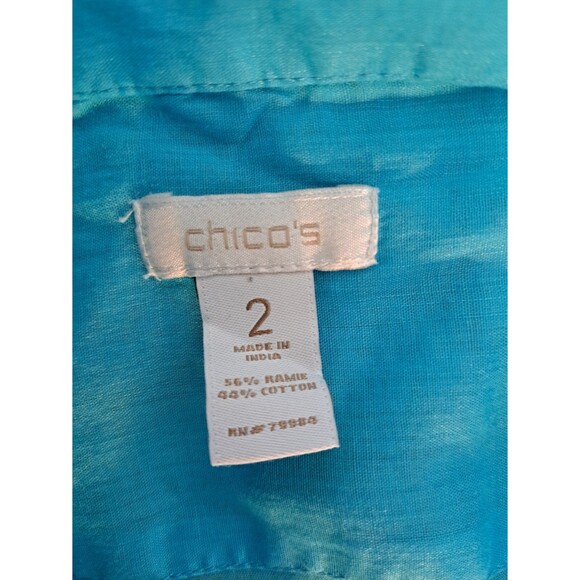 chico's
2
MADE IN
INDIA
56% RAMIE
44% COTTON
RN# 79984